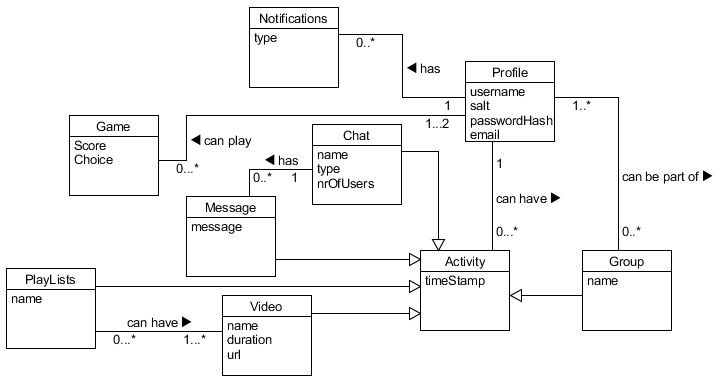 Notifications
type
0..*
◀ has
Profile
username
salt
passwordHash
email
1
1...2
1..*
Game
Score
Choice
◀ can play
0...*
Chat
name
type
nrOfUsers
◀ has
0..*
1
Message
message
1
can have ▶
0...*
can be part of ▶
0..*
Activity
timeStamp
Group
name
PlayLists
name
can have ▶
0...*
1...*
Video
name
duration
url